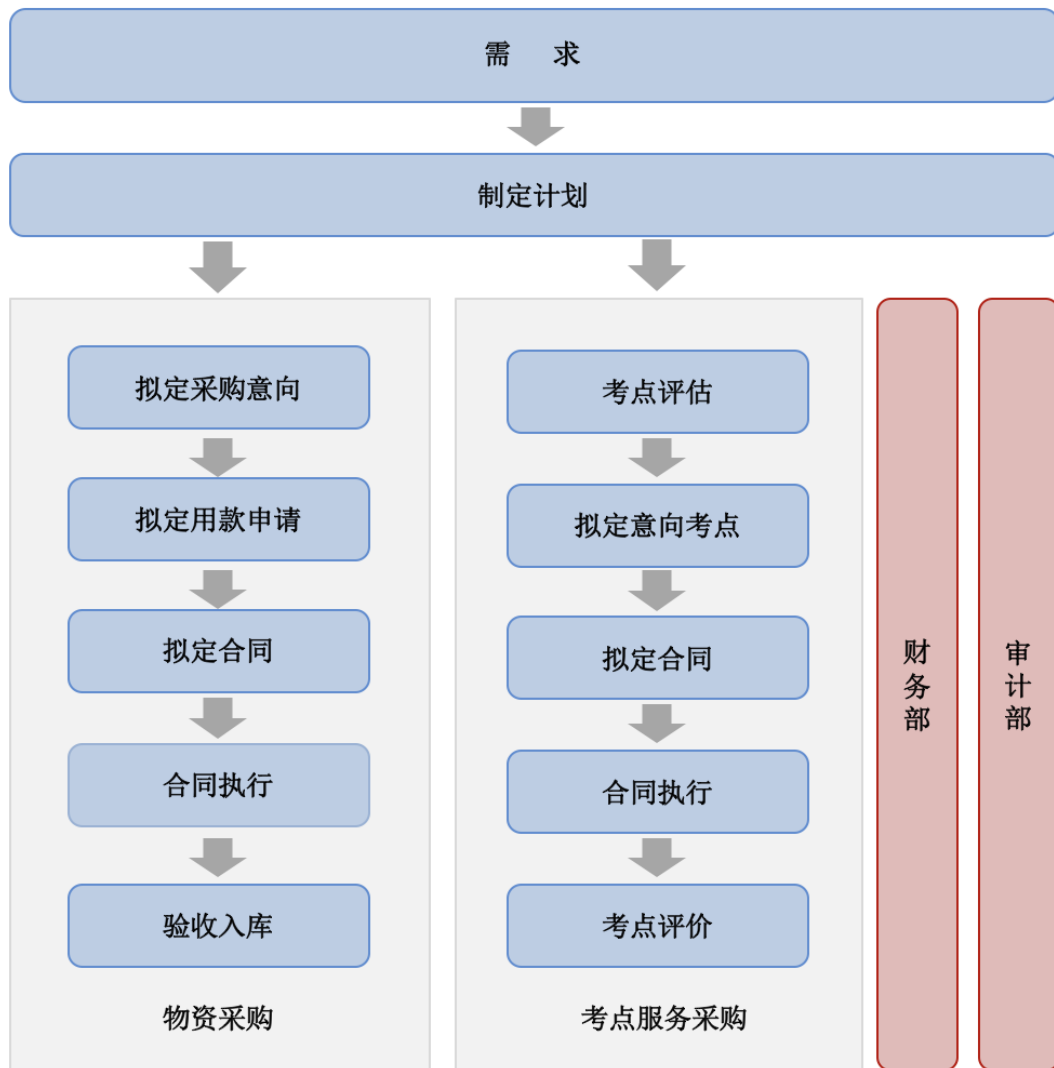 需 求
制定计划
拟定采购意向
拟定用款申请
拟定合同
合同执行
验收入库
物资采购
考点评估
拟定意向考点
拟定合同
合同执行
考点评价
考点服务采购
财务部
审计部